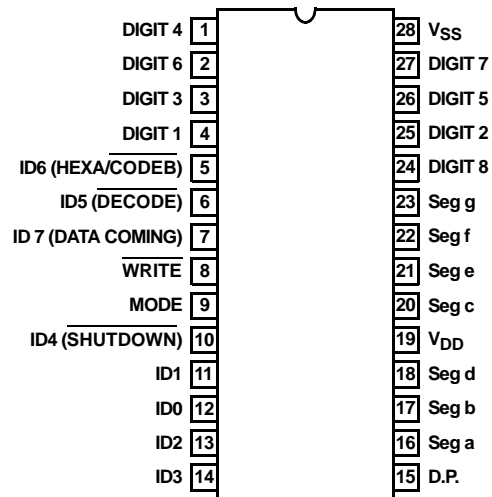 DIGIT 4 1 28 VSS
DIGIT 6 2 27 DIGIT 7
DIGIT 3 3 26 DIGIT 5
DIGIT 1 4 25 DIGIT 2
ID6 (HEXA/CODEB) 5 24 DIGIT 8
ID5 (DECODE) 6 23 Seg g
ID 7 (DATA COMING) 7 22 Seg f
WRITE 8 21 Seg e
MODE 9 20 Seg c
ID4 (SHUTDOWN) 10 19 VDD
ID1 11 18 Seg d
ID0 12 17 Seg b
ID2 13 16 Seg a
ID3 14 15 D.P.